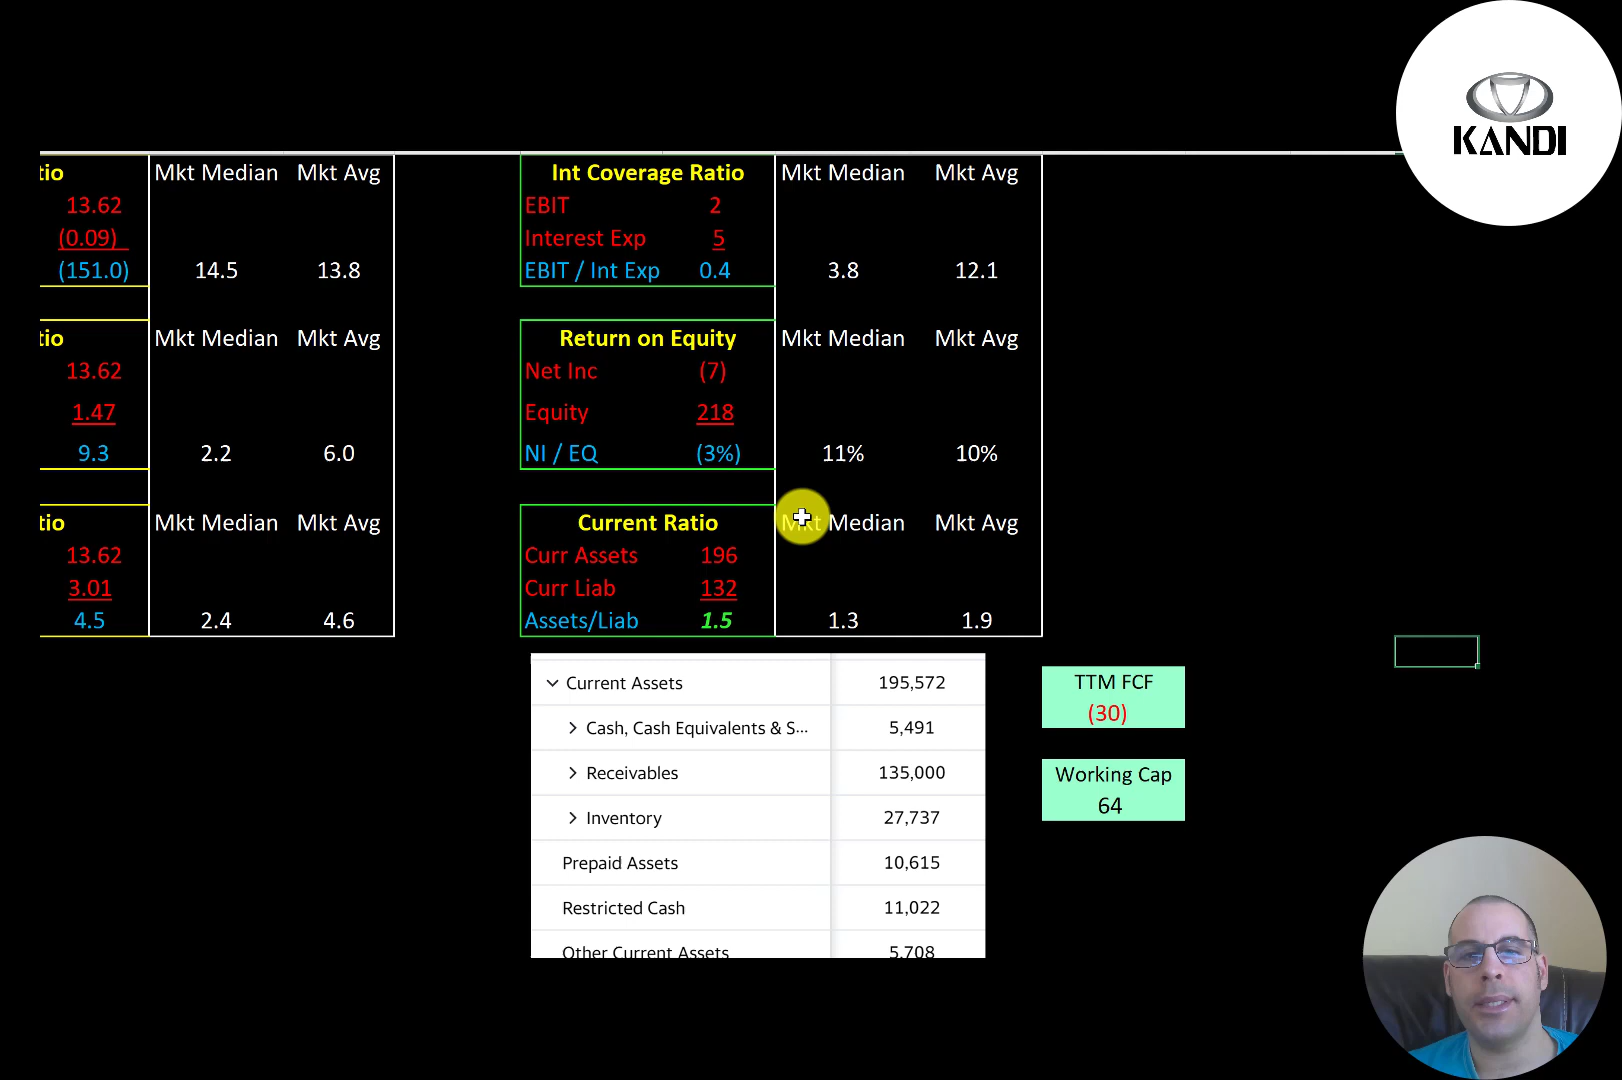 KANDI
tio Mkt Median Mkt Avg
13.62
(0.09)
(151.0) 14.5 13.8
tio Mkt Median Mkt Avg
13.62
1.47
9.3 2.2 6.0
tio Mkt Median Mkt Avg
13.62
3.01
4.5 2.4 4.6
Int Coverage Ratio Mkt Median Mkt Avg
EBIT 2
Interest Exp 5
EBIT / Int Exp 0.4 3.8 12.1
Return on Equity Mkt Median Mkt Avg
Net Inc (7)
Equity 218
NI / EQ (3%) 11% 10%
Current Ratio Mkt Median Mkt Avg
Curr Assets 196
Curr Liab 132
Assets/Liab 1.5 1.3 1.9
Current Assets 195,572
Cash, Cash Equivalents & S... 5,491
Receivables 135,000
Inventory 27,737
Prepaid Assets 10,615
Restricted Cash 11,022
Other Current Assets 5,708
TTM FCF
(30)
Working Cap
64